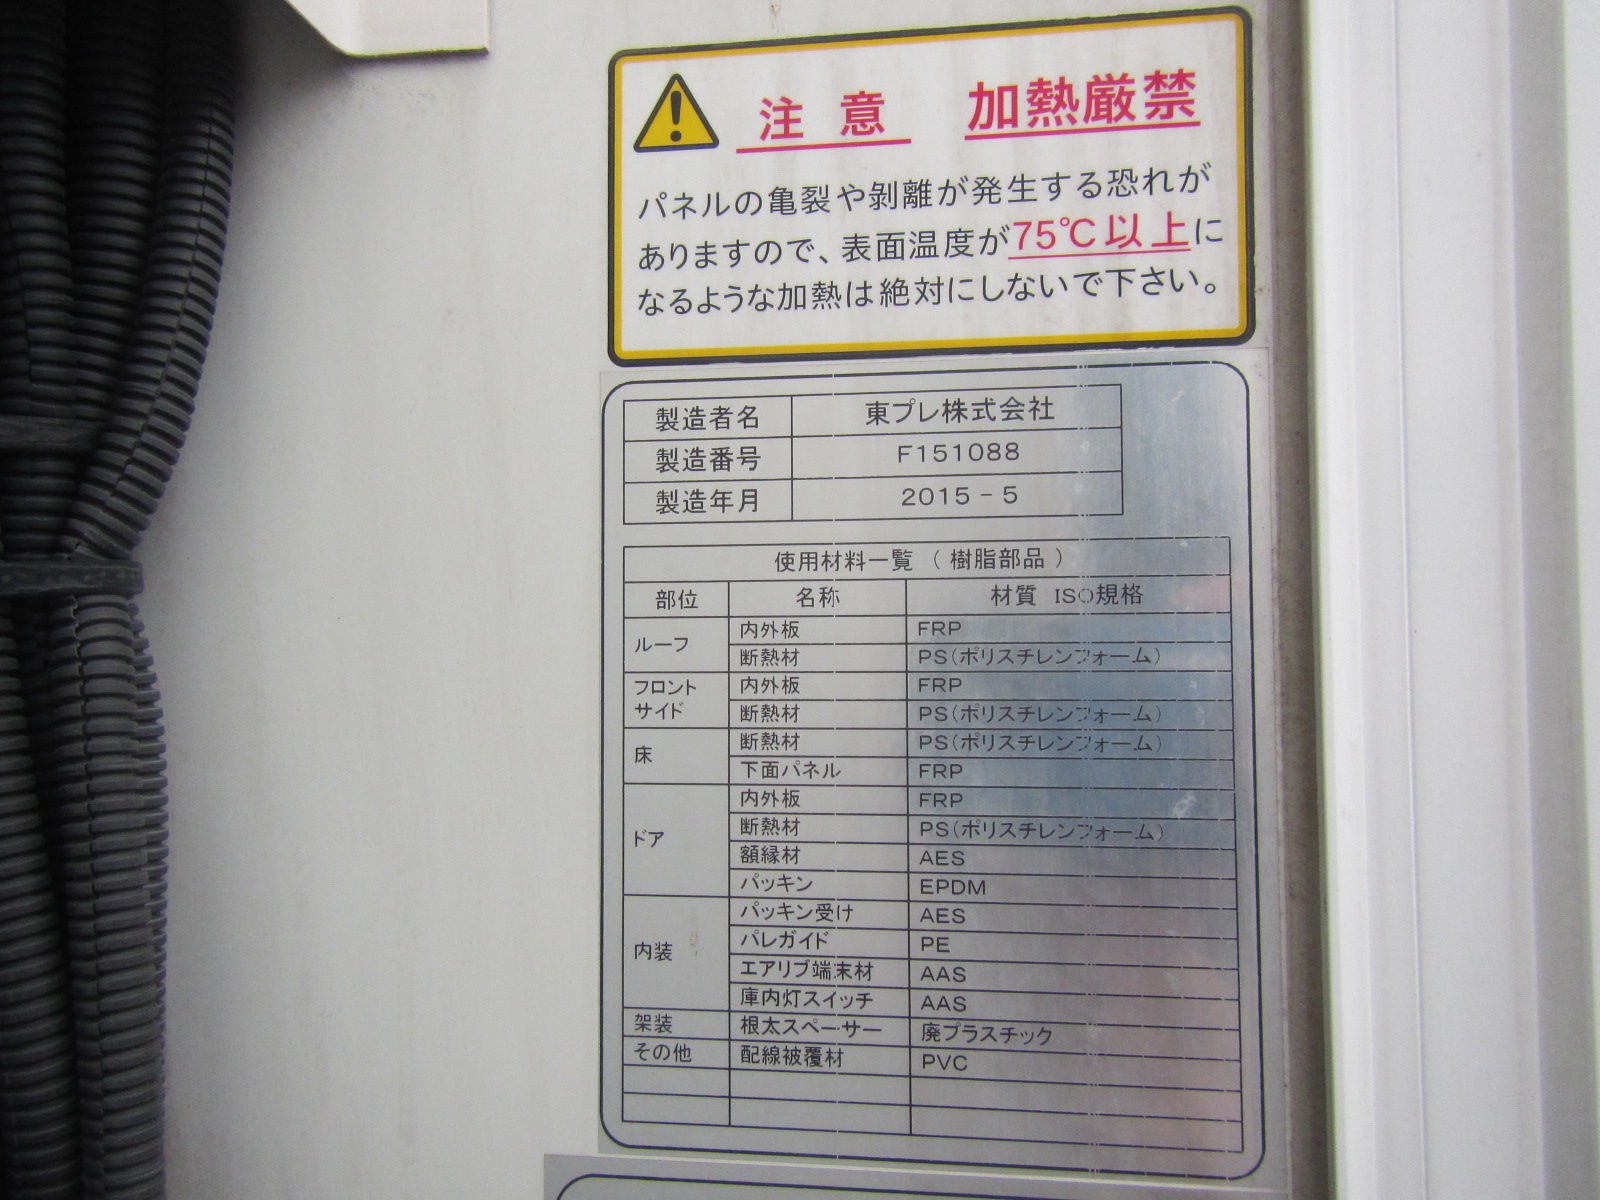 注 意 加熱厳禁
パネルの亀裂や剝離が発生する恐れが
ありますので、表面温度が75℃以上に
なるような加熱は絶対にしないで下さい。
製造者名 東プレ株式会社
製造番号 F151088
製造年月 2015-5
使用材料一覧 (樹脂部品)
部位 名称 材質 ISO規格
ルーフ 内外板 FRP
断熱材 PS(ポリスチレンフォーム)
フロント
サイド
内外板 FRP
断熱材 PS(ポリスチレンフォーム)
床 断熱材 PS(ポリスチレンフォーム)
下面パネル FRP
ドア 内外板 FRP
断熱材 PS(ポリスチレンフォーム)
額縁材 AES
パッキン EPDM
内装 パッキン受け AES
パレガイド PE
エアリブ端末材 AAS
庫内灯スイッチ AAS
架装 根太スペーサー 廃プラスチック
その他 配線被覆材 PVC